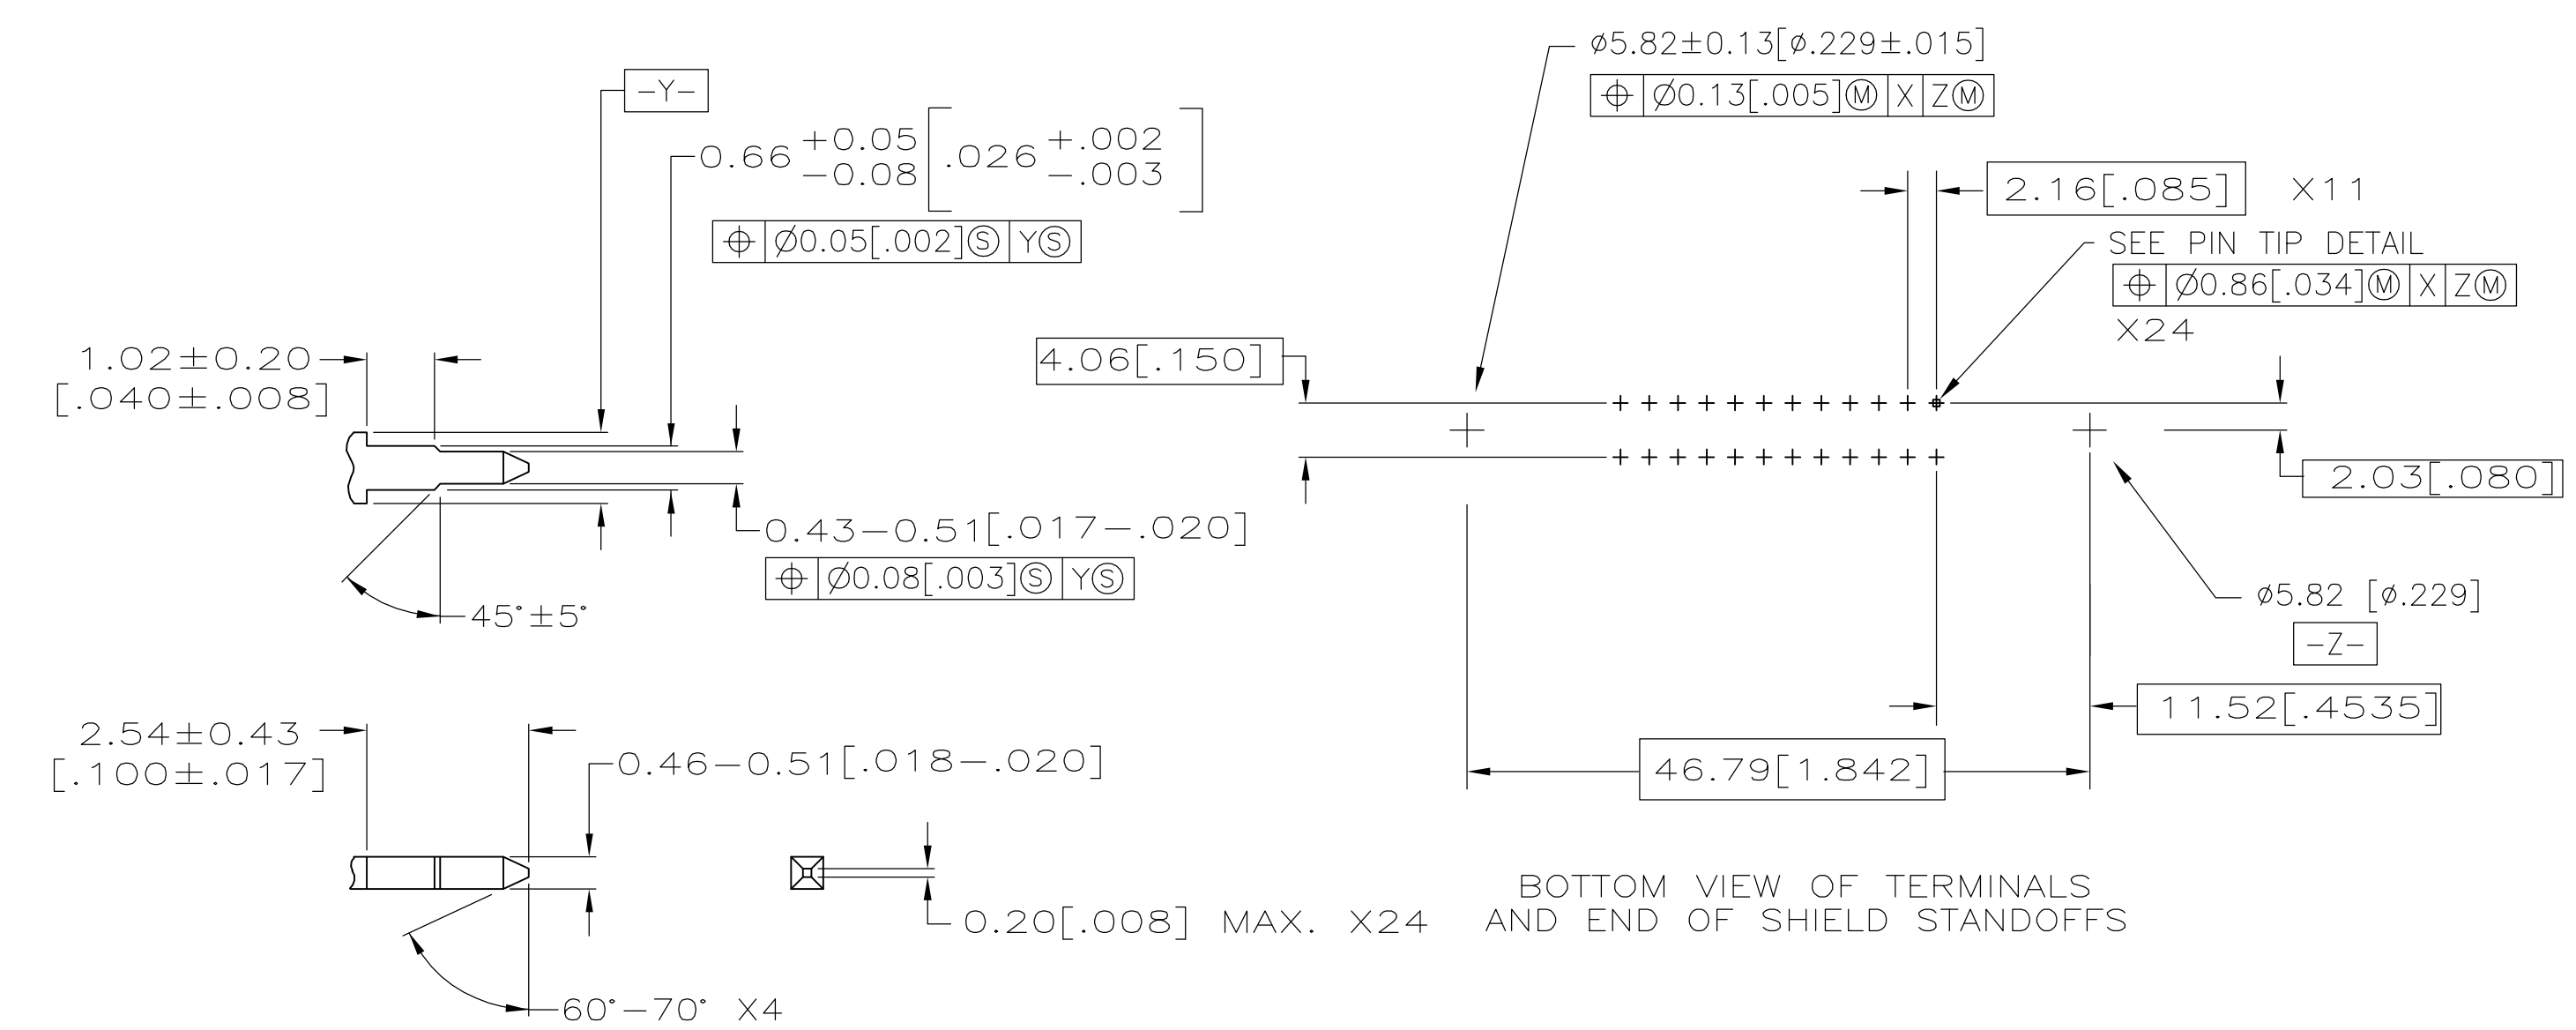 -Y-
0.66 +0.05 -0.08 [.026 +.002 -.003]
⌖ Ø0.05[.002]Ⓢ YⓈ
1.02±0.20
[.040±.008]
0.43-0.51[.017-.020]
⌖ Ø0.08[.003]Ⓢ YⓈ
45°±5°
2.54±0.43
[.100±.017]
0.46-0.51[.018-.020]
0.20[.008] MAX. X24
60°-70° X4
ø5.82±0.13[ø.229±.015]
⌖ Ø0.13[.005]Ⓜ X ZⓂ
2.16[.085] X11
SEE PIN TIP DETAIL
⌖ Ø0.86[.034]Ⓜ X ZⓂ
X24
4.06[.150]
2.03[.080]
ø5.82 [ø.229]
-Z-
11.52[.4535]
46.79[1.842]
BOTTOM VIEW OF TERMINALS
AND END OF SHIELD STANDOFFS